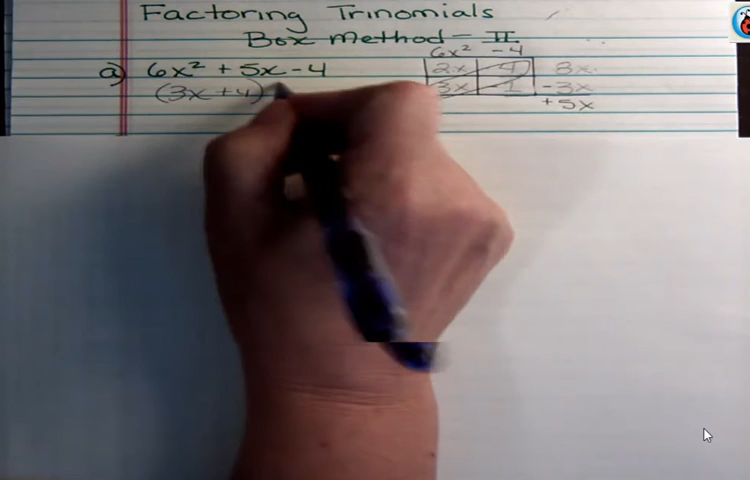 Factoring Trinomials
Box Method - II
6x² -4
a) 6x² + 5x - 4
2x 4 8x
(3x + 4)
3x -1 -3x
+5x